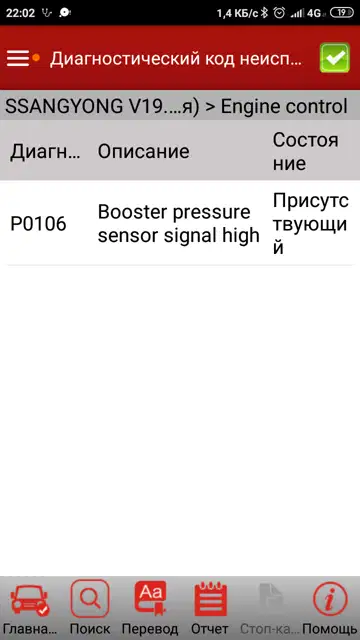 22:02 1,4 КБ/с 4G 19
Диагностический код неисп...
SSANGYONG V19....я) > Engine control
Диагн... Описание Состоя
ние
P0106 Booster pressure
sensor signal high Присутс
твующи
й
Главна... Поиск Перевод Отчет Стоп-ка... Помощь